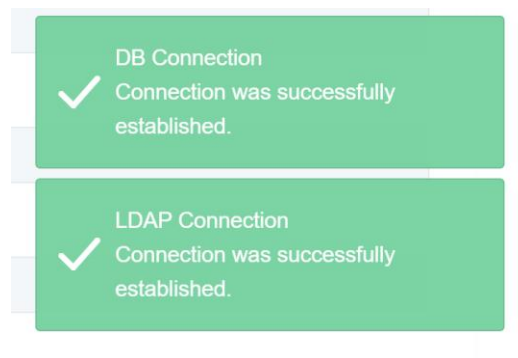 DB Connection
Connection was successfully
established.
LDAP Connection
Connection was successfully
established.